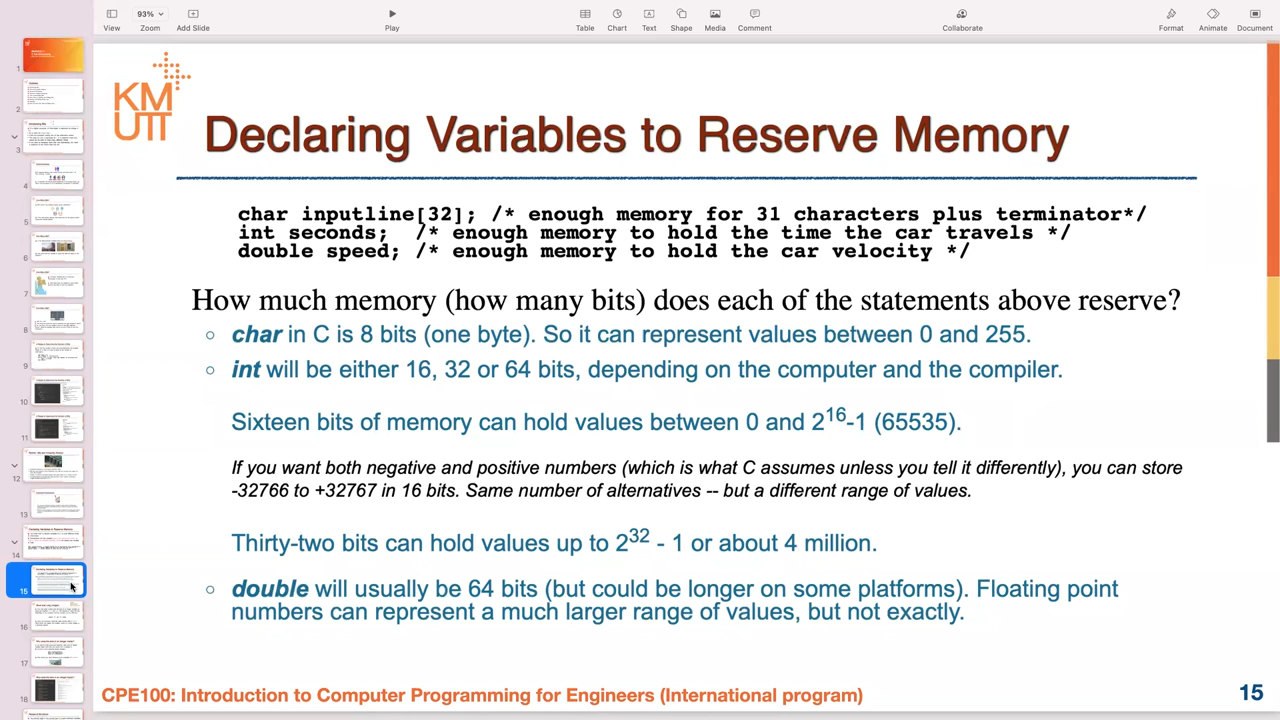 93%
View
Zoom
Add Slide
Play
Table
Chart
Text
Shape
Media
Comment
Collaborate
Format
Animate
Document
KM
UTT
Declaring Variables to Reserve Memory
char inputline[32]; /* enough memory for 31 characters plus terminator*/
int seconds; /* enough memory to hold the time the car travels */
double speed; /* enough memory to hold the car velocity */
How much memory (how many bits) does each of the statements above reserve?
char in C is 8 bits (one byte). So it can represent values between 0 and 255.
int will be either 16, 32 or 64 bits, depending on the computer and the compiler.
Sixteen bits of memory can hold values between 0 and 2^16-1 (65535).
If you want both negative and positive numbers (which is what C assumes unless you tell it differently), you can store
-32766 to +32767 in 16 bits. Same number of alternatives -- but a different range of values.
Thirty-two bits can hold values up to 2^32 - 1 or about 4 million.
double will usually be 64 bits (but could be longer on some platforms). Floating point
numbers can represent a much larger range of values, but not exactly.
CPE100: Introduction to Computer Programming for Engineers (International program)
15
1
2
3
4
5
6
7
8
9
10
11
12
13
14
15
16
17
18